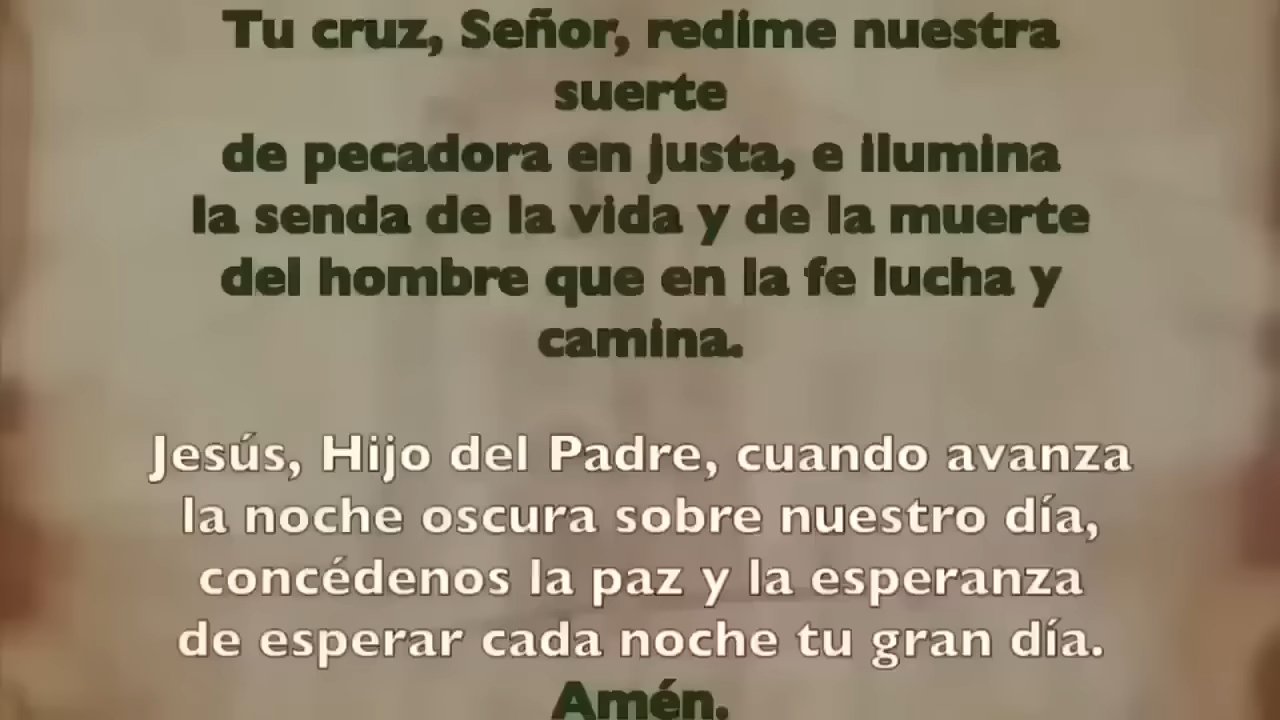 Tu cruz, Señor, redime nuestra
suerte
de pecadora en justa, e ilumina
la senda de la vida y de la muerte
del hombre que en la fe lucha y
camina.
Jesús, Hijo del Padre, cuando avanza
la noche oscura sobre nuestro día,
concédenos la paz y la esperanza
de esperar cada noche tu gran día.
Amén.